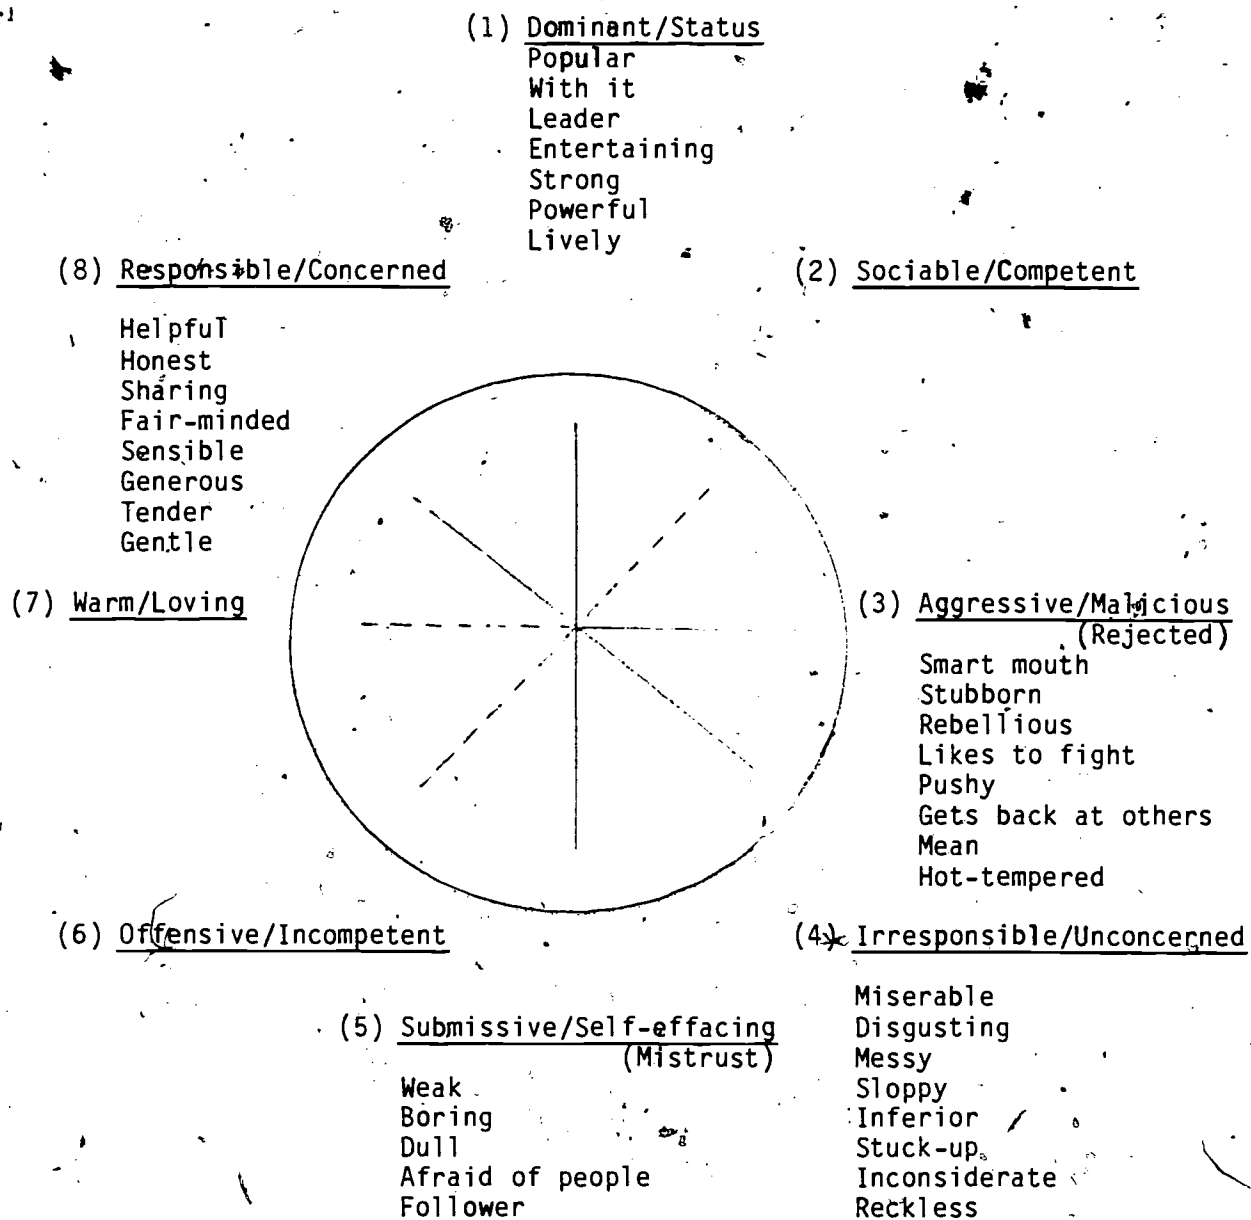 (1) Dominant/Status
Popular
With it
Leader
Entertaining
Strong
Powerful
Lively
(8) Responsible/Concerned
Helpful
Honest
Sharing
Fair-minded
Sensible
Generous
Tender
Gentle
(2) Sociable/Competent
(7) Warm/Loving
(3) Aggressive/Malicious
(Rejected)
Smart mouth
Stubborn
Rebellious
Likes to fight
Pushy
Gets back at others
Mean
Hot-tempered
(6) Offensive/Incompetent
(4) Irresponsible/Unconcerned
Miserable
Disgusting
Messy
Sloppy
Inferior
Stuck-up
Inconsiderate
Reckless
(5) Submissive/Self-effacing
(Mistrust)
Weak
Boring
Dull
Afraid of people
Follower